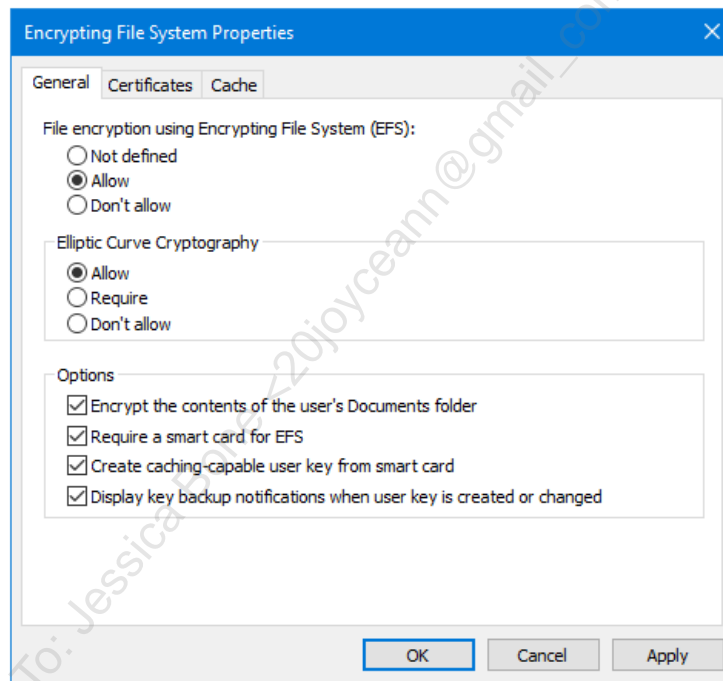 Encrypting File System Properties
General Certificates Cache
File encryption using Encrypting File System (EFS):
Not defined
Allow
Don't allow
Elliptic Curve Cryptography
Allow
Require
Don't allow
Options
Encrypt the contents of the user's Documents folder
Require a smart card for EFS
Create caching-capable user key from smart card
Display key backup notifications when user key is created or changed
OK Cancel Apply
To: Jessica Bone <20joyceann@gmail_com